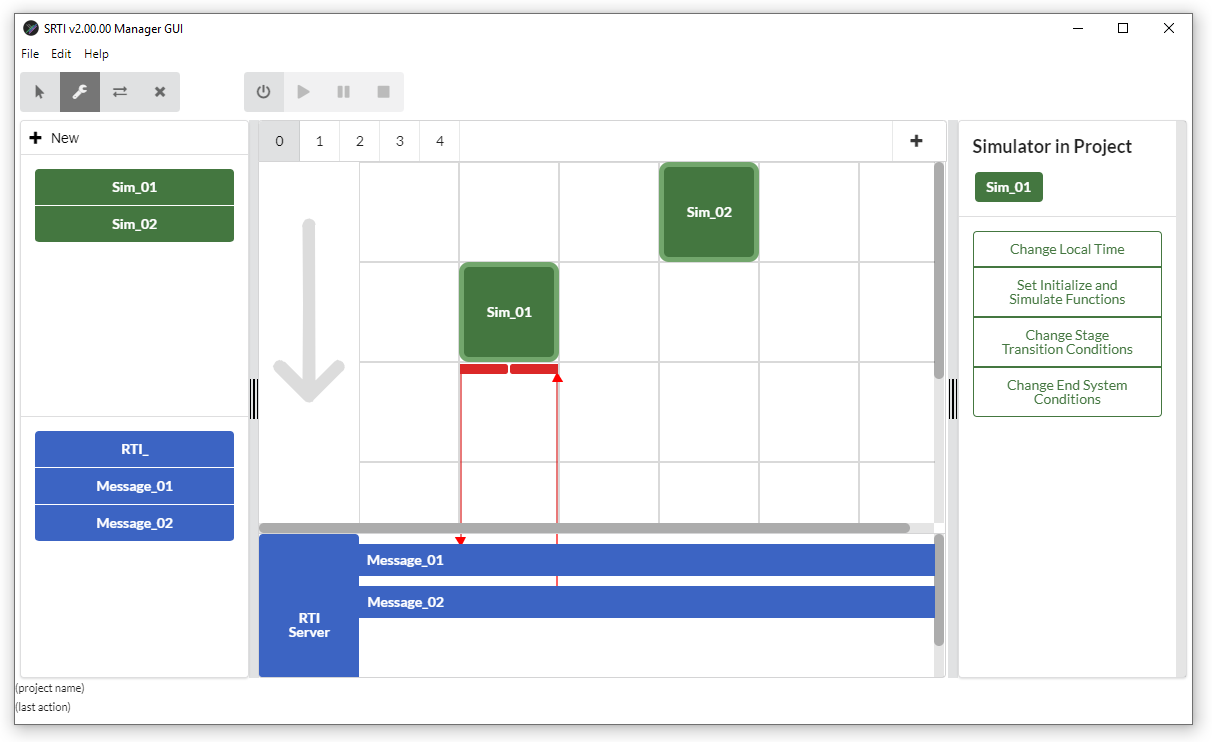 SRTI v2.00.00 Manager GUI
File Edit Help
New
Sim_01
Sim_02
RTI_
Message_01
Message_02
0 1 2 3 4
Sim_02
Sim_01
RTI
Server
Message_01
Message_02
Simulator in Project
Sim_01
Change Local Time
Set Initialize and
Simulate Functions
Change Stage
Transition Conditions
Change End System
Conditions
(project name)
(last action)